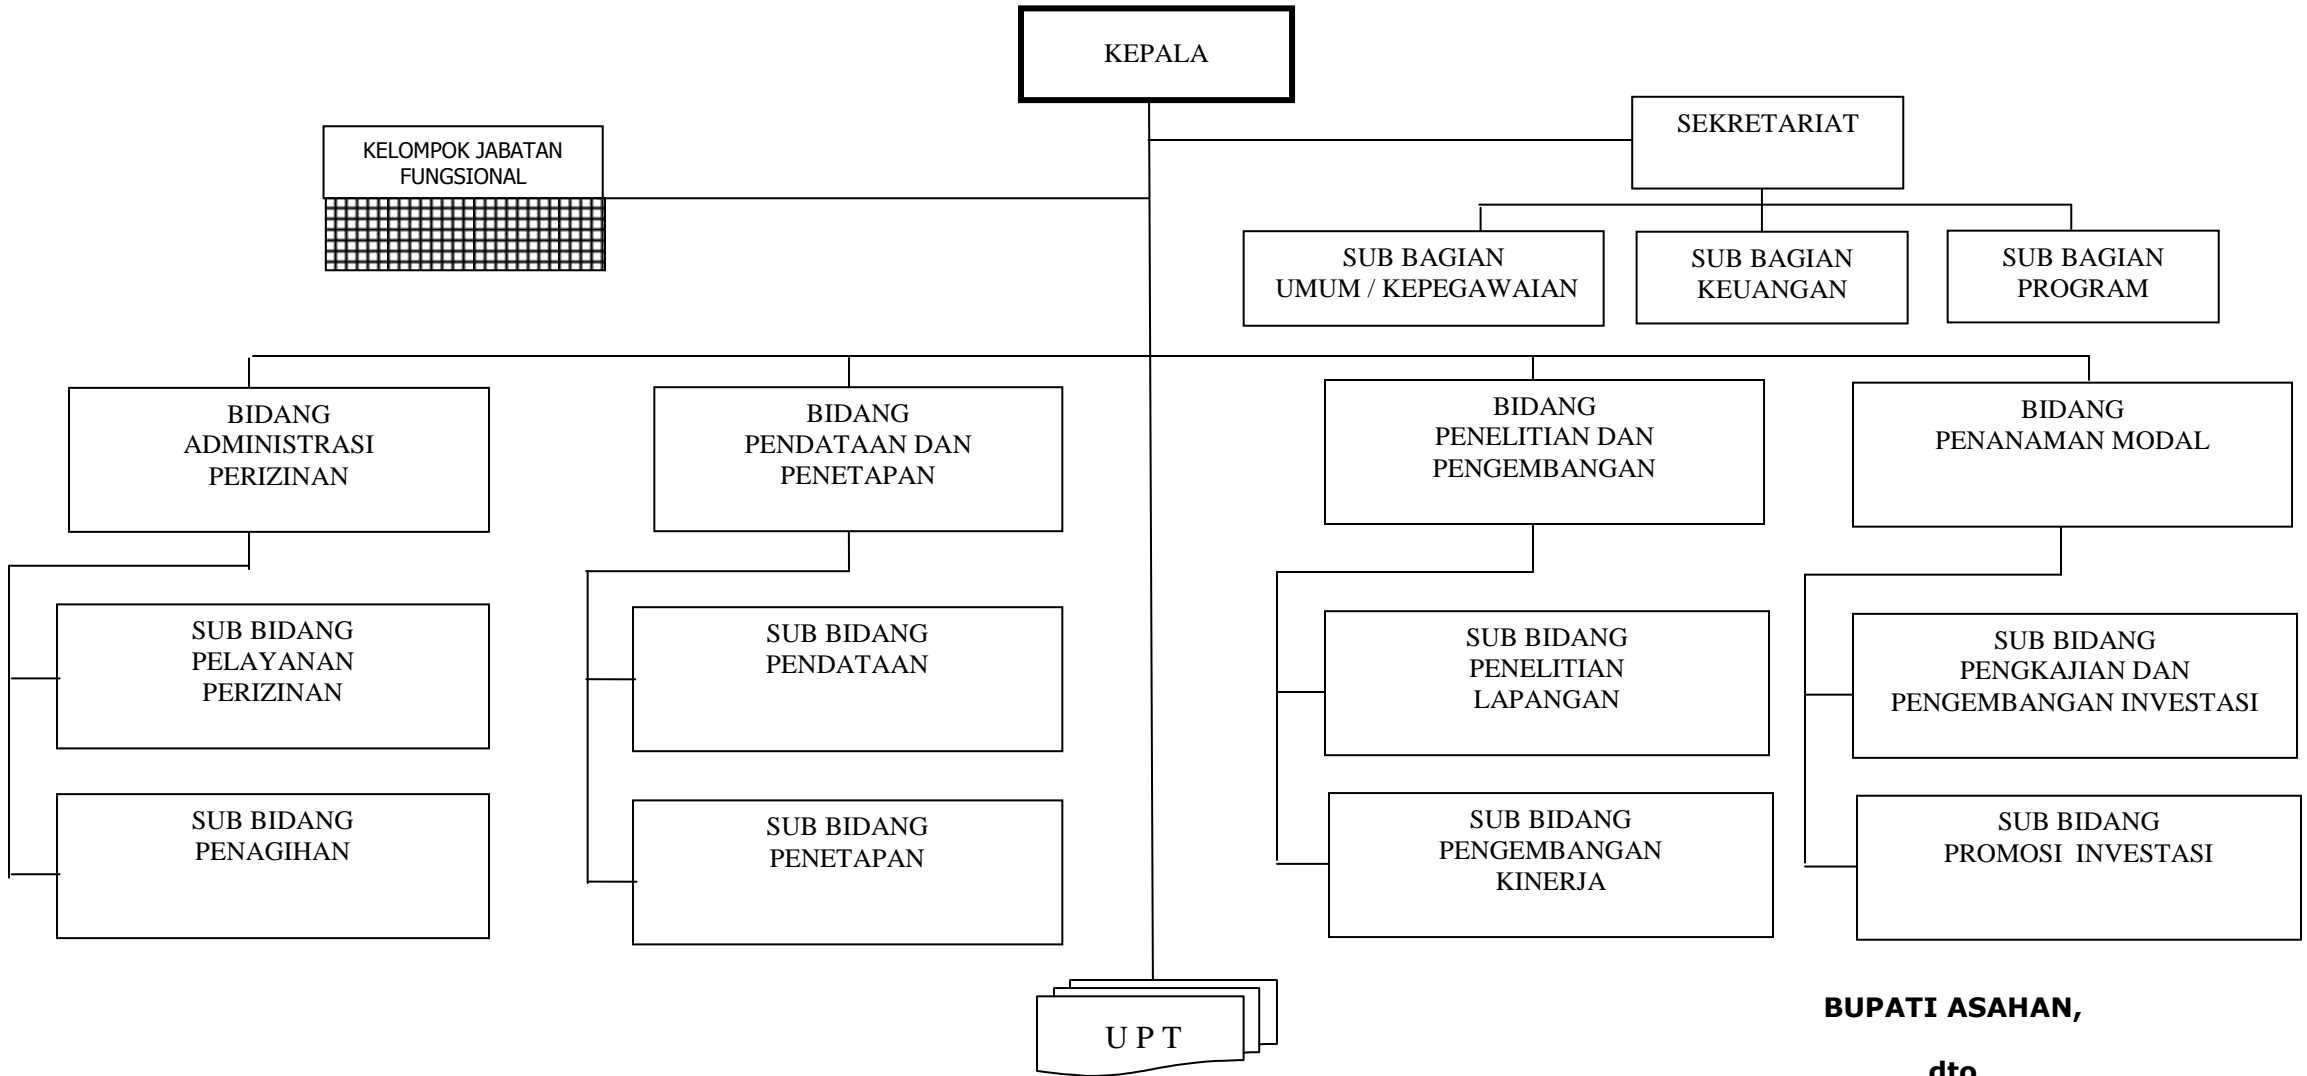 KEPALA
SEKRETARIAT
KELOMPOK JABATAN
FUNGSIONAL
SUB BAGIAN
UMUM / KEPEGAWAIAN
SUB BAGIAN
KEUANGAN
SUB BAGIAN
PROGRAM
BIDANG
ADMINISTRASI
PERIZINAN
BIDANG
PENDATAAN DAN
PENETAPAN
BIDANG
PENELITIAN DAN
PENGEMBANGAN
BIDANG
PENANAMAN MODAL
SUB BIDANG
PELAYANAN
PERIZINAN
SUB BIDANG
PENDATAAN
SUB BIDANG
PENELITIAN
LAPANGAN
SUB BIDANG
PENGKAJIAN DAN
PENGEMBANGAN INVESTASI
SUB BIDANG
PENAGIHAN
SUB BIDANG
PENETAPAN
SUB BIDANG
PENGEMBANGAN
KINERJA
SUB BIDANG
PROMOSI INVESTASI
U P T
BUPATI ASAHAN,
dto